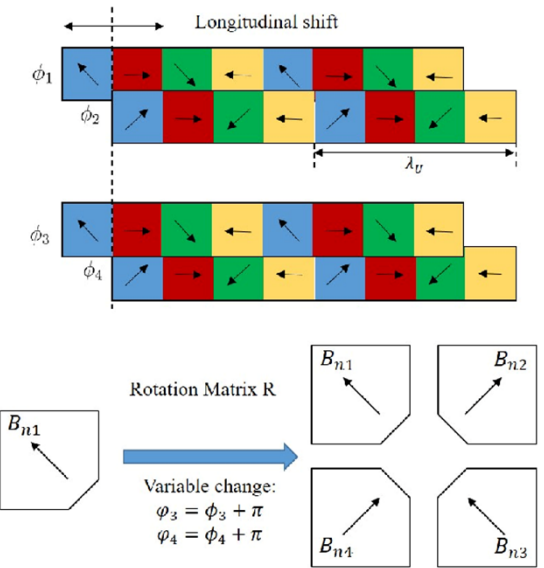 Longitudinal shift
ϕ1
ϕ2
λU
ϕ3
ϕ4
Bn1
Rotation Matrix R
Variable change:
φ3 = ϕ3 + π
φ4 = ϕ4 + π
Bn1
Bn2
Bn4
Bn3